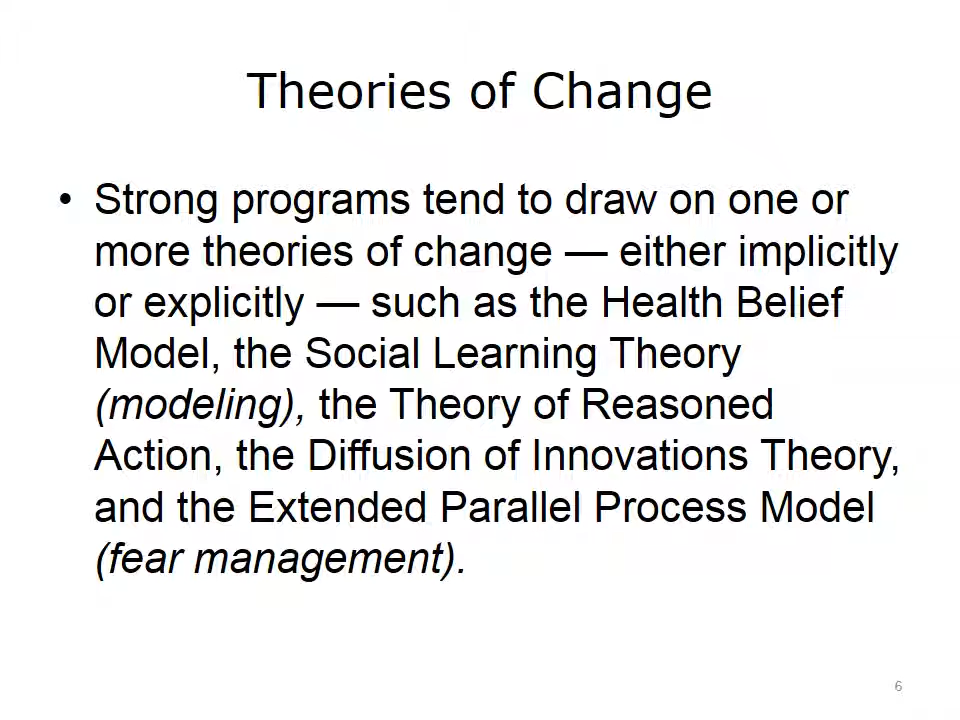 Theories of Change
• Strong programs tend to draw on one or
more theories of change — either implicitly
or explicitly — such as the Health Belief
Model, the Social Learning Theory
(modeling), the Theory of Reasoned
Action, the Diffusion of Innovations Theory,
and the Extended Parallel Process Model
(fear management).
6